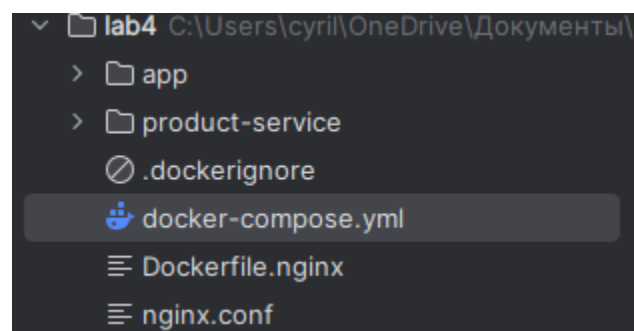 lab4 C:\Users\cyril\OneDrive\Документы\
app
product-service
.dockerignore
docker-compose.yml
Dockerfile.nginx
nginx.conf